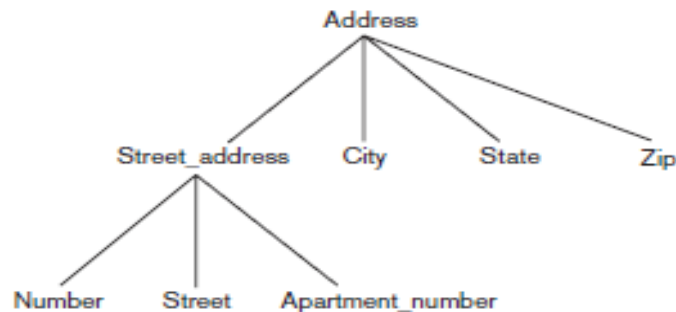 Address
Street_address City State Zip
Number Street Apartment_number